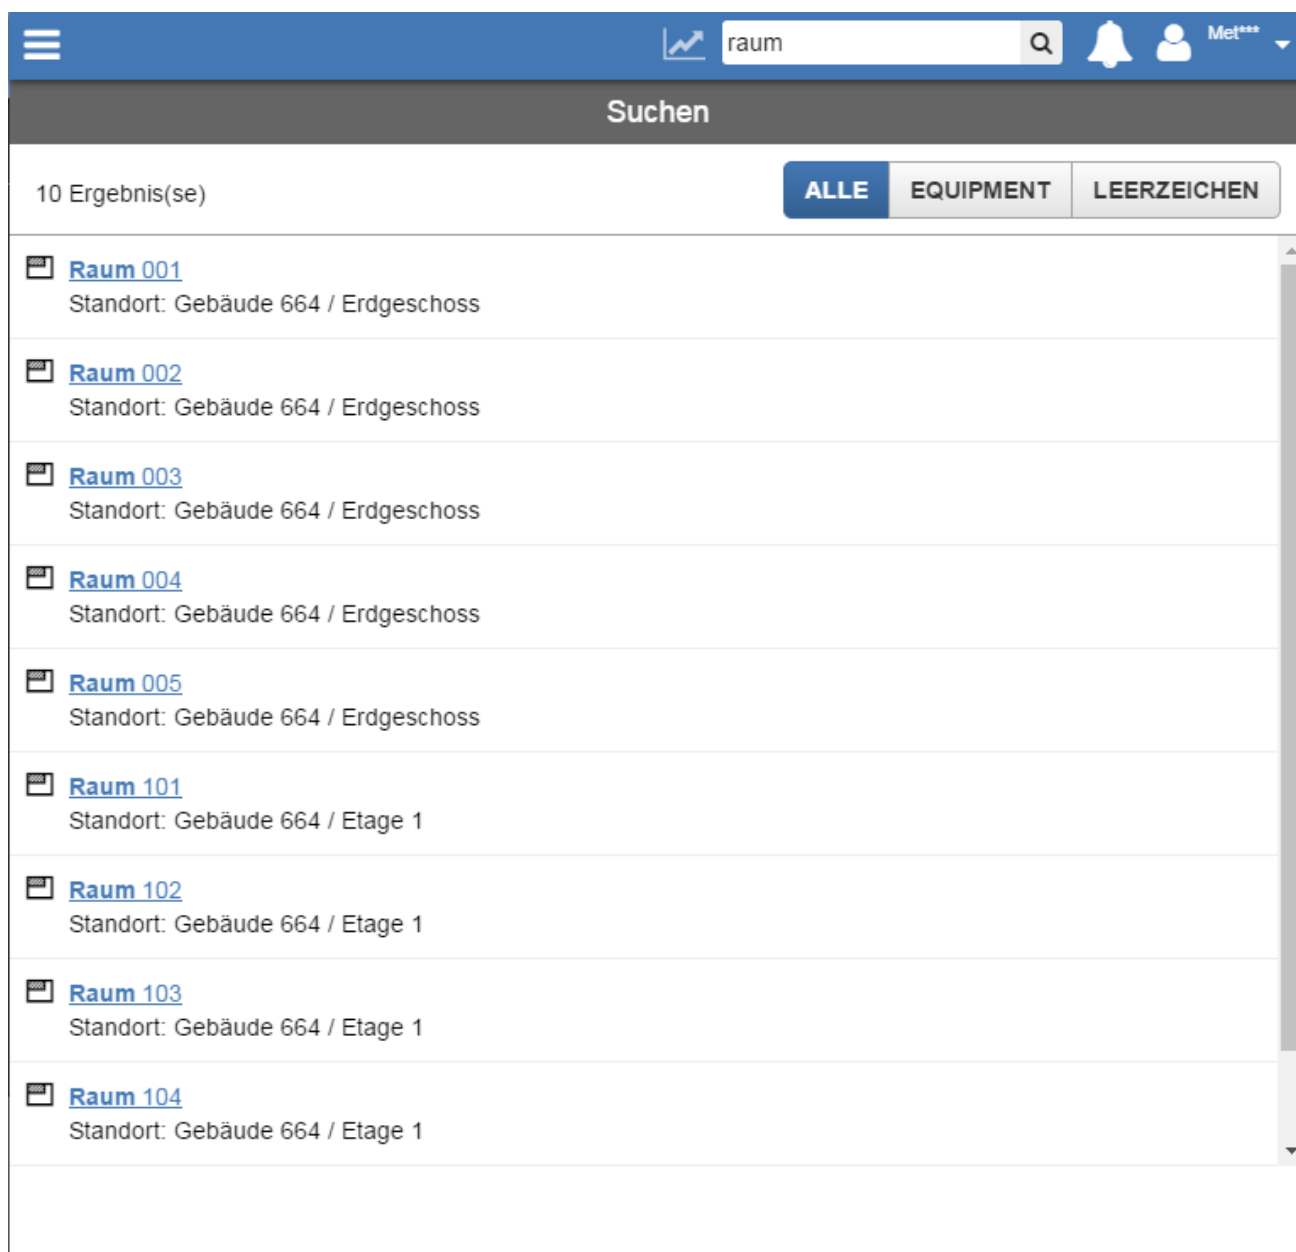 raum
Met***
Suchen
10 Ergebnis(se)
ALLE EQUIPMENT LEERZEICHEN
Raum 001
Standort: Gebäude 664 / Erdgeschoss
Raum 002
Standort: Gebäude 664 / Erdgeschoss
Raum 003
Standort: Gebäude 664 / Erdgeschoss
Raum 004
Standort: Gebäude 664 / Erdgeschoss
Raum 005
Standort: Gebäude 664 / Erdgeschoss
Raum 101
Standort: Gebäude 664 / Etage 1
Raum 102
Standort: Gebäude 664 / Etage 1
Raum 103
Standort: Gebäude 664 / Etage 1
Raum 104
Standort: Gebäude 664 / Etage 1